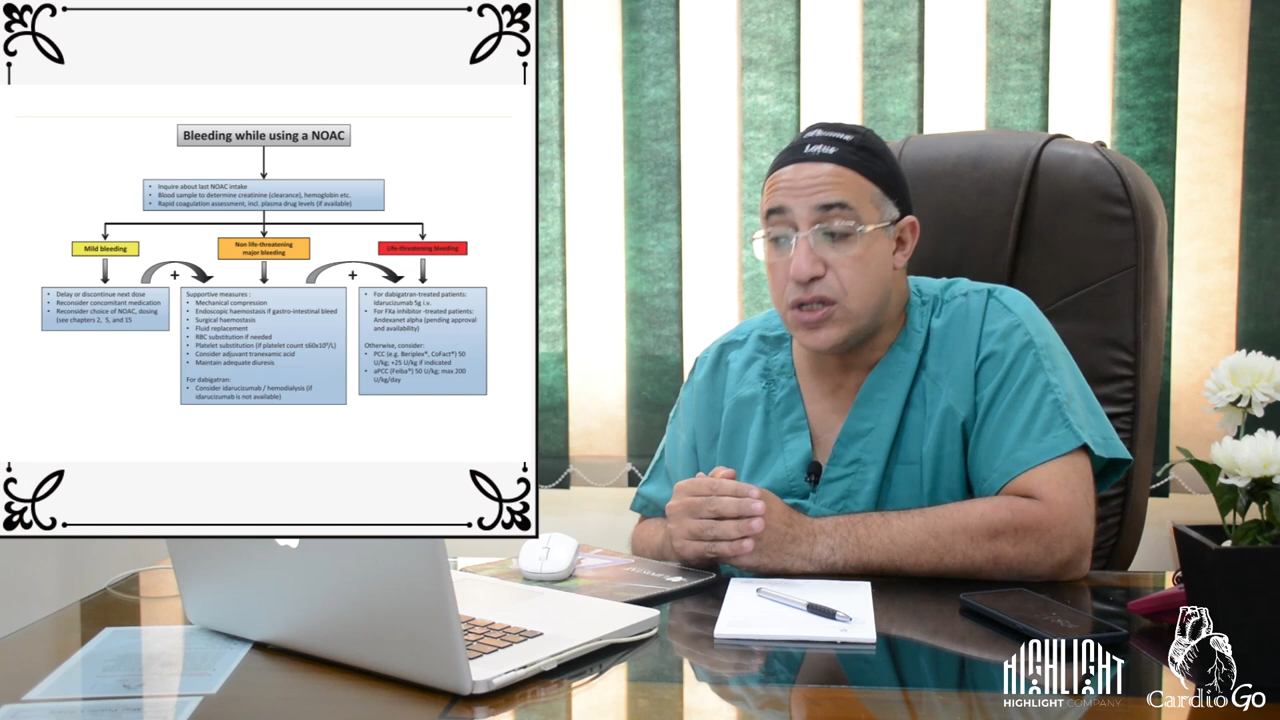 Bleeding while using a NOAC
• Inquire about last NOAC intake
• Blood sample to determine creatinine (clearance), hemoglobin etc.
• Rapid coagulation assessment, incl. plasma drug levels (if available)
Mild bleeding
Non life-threatening
major bleeding
Life-threatening bleeding
+
+
• Delay or discontinue next dose
• Reconsider concomitant medication
• Reconsider choice of NOAC, dosing
(see chapters 2, 5, and 15
Supportive measures :
• Mechanical compression
• Endoscopic haemostasis if gastro-intestinal bleed
• Surgical haemostasis
• Fluid replacement
• RBC substitution if needed
• Platelet substitution (if platelet count ≤60x10⁹/L)
• Consider adjuvant tranexamic acid
• Maintain adequate diuresis
For dabigatran:
• Consider idarucizumab / hemodialysis (if
idarucizumab is not available)
• For dabigatran-treated patients:
Idarucizumab 5g i.v.
• For FXa inhibitor -treated patients:
Andexanet alpha (pending approval
and availability)
Otherwise, consider:
• PCC (e.g. Beriplex®, CoFact®) 50
U/kg; +25 U/kg if indicated
• aPCC (Feiba®) 50 U/kg; max 200
U/kg/day
HIGHLIGHT
HIGHLIGHT COMPANY
Cardio Go